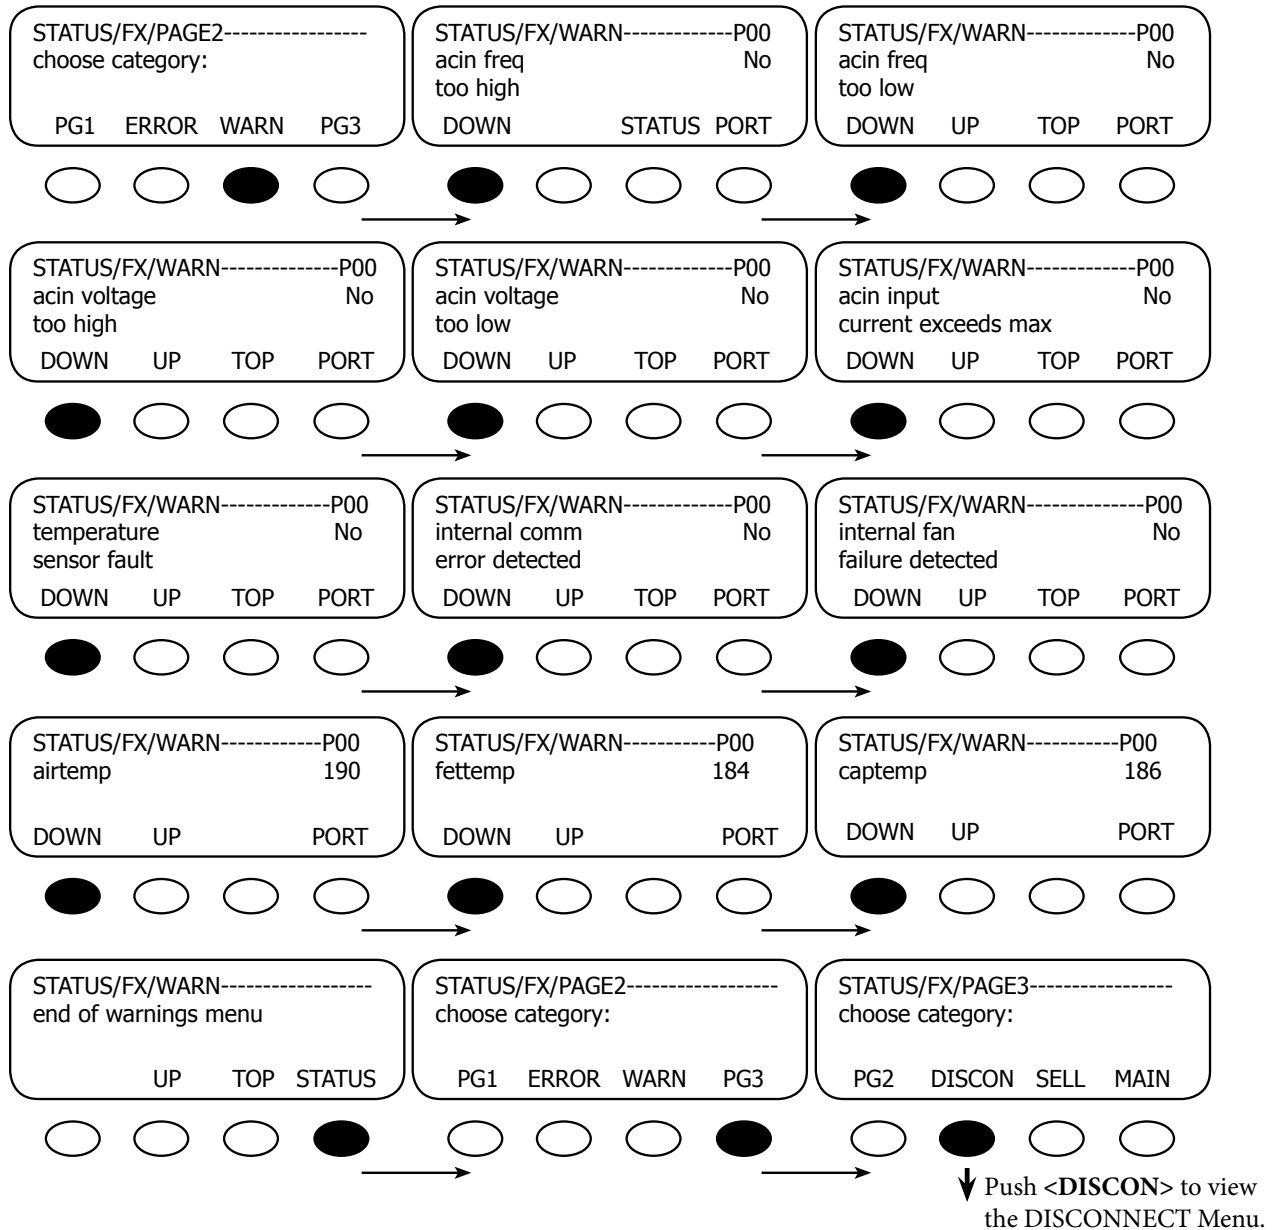 STATUS/FX/PAGE2-----------------
choose category:
PG1 ERROR WARN PG3
STATUS/FX/WARN-------------P00
acin freq No
too high
DOWN STATUS PORT
STATUS/FX/WARN-------------P00
acin freq No
too low
DOWN UP TOP PORT
STATUS/FX/WARN--------------P00
acin voltage No
too high
DOWN UP TOP PORT
STATUS/FX/WARN-------------P00
acin voltage No
too low
DOWN UP TOP PORT
STATUS/FX/WARN-------------P00
acin input No
current exceeds max
DOWN UP TOP PORT
STATUS/FX/WARN-------------P00
temperature No
sensor fault
DOWN UP TOP PORT
STATUS/FX/WARN-------------P00
internal comm No
error detected
DOWN UP TOP PORT
STATUS/FX/WARN--------------P00
internal fan No
failure detected
DOWN UP TOP PORT
STATUS/FX/WARN------------P00
airtemp 190
DOWN UP PORT
STATUS/FX/WARN-----------P00
fettemp 184
DOWN UP PORT
STATUS/FX/WARN-----------P00
captemp 186
DOWN UP PORT
STATUS/FX/WARN------------------
end of warnings menu
UP TOP STATUS
STATUS/FX/PAGE2------------------
choose category:
PG1 ERROR WARN PG3
STATUS/FX/PAGE3-----------------
choose category:
PG2 DISCON SELL MAIN
Push <DISCON> to view
the DISCONNECT Menu.